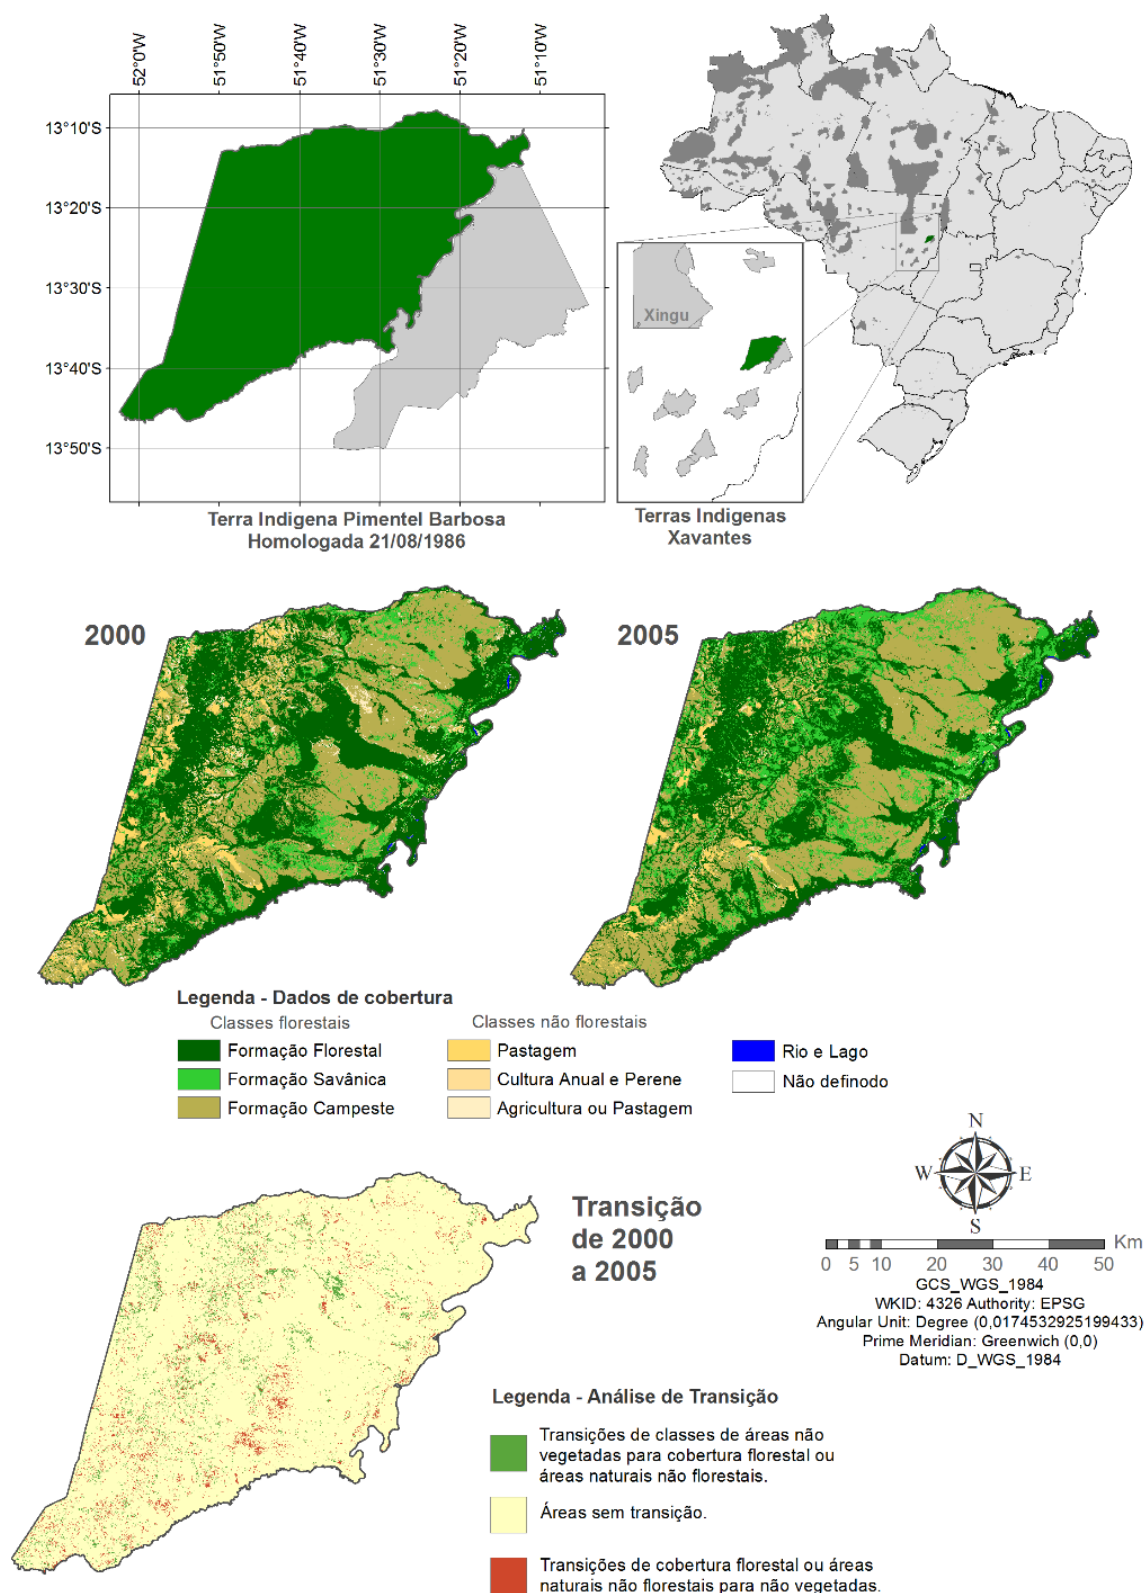 52°0'W
51°50'W
51°40'W
51°30'W
51°20'W
51°10'W
13°10'S
13°20'S
13°30'S
13°40'S
13°50'S
Xingu
Terra Indigena Pimentel Barbosa
Homologada 21/08/1986
Terras Indigenas
Xavantes
2000
2005
Legenda - Dados de cobertura
Classes florestais
Classes não florestais
Formação Florestal
Pastagem
Rio e Lago
Formação Savânica
Cultura Anual e Perene
Não definodo
Formação Campeste
Agricultura ou Pastagem
N
W
E
S
Transição
de 2000
a 2005
Km
0 5 10 20 30 40 50
GCS_WGS_1984
WKID: 4326 Authority: EPSG
Angular Unit: Degree (0,0174532925199433)
Prime Meridian: Greenwich (0,0)
Datum: D_WGS_1984
Legenda - Análise de Transição
Transições de classes de áreas não
vegetadas para cobertura florestal ou
áreas naturais não florestais.
Áreas sem transição.
Transições de cobertura florestal ou áreas
naturais não florestais para não vegetadas.